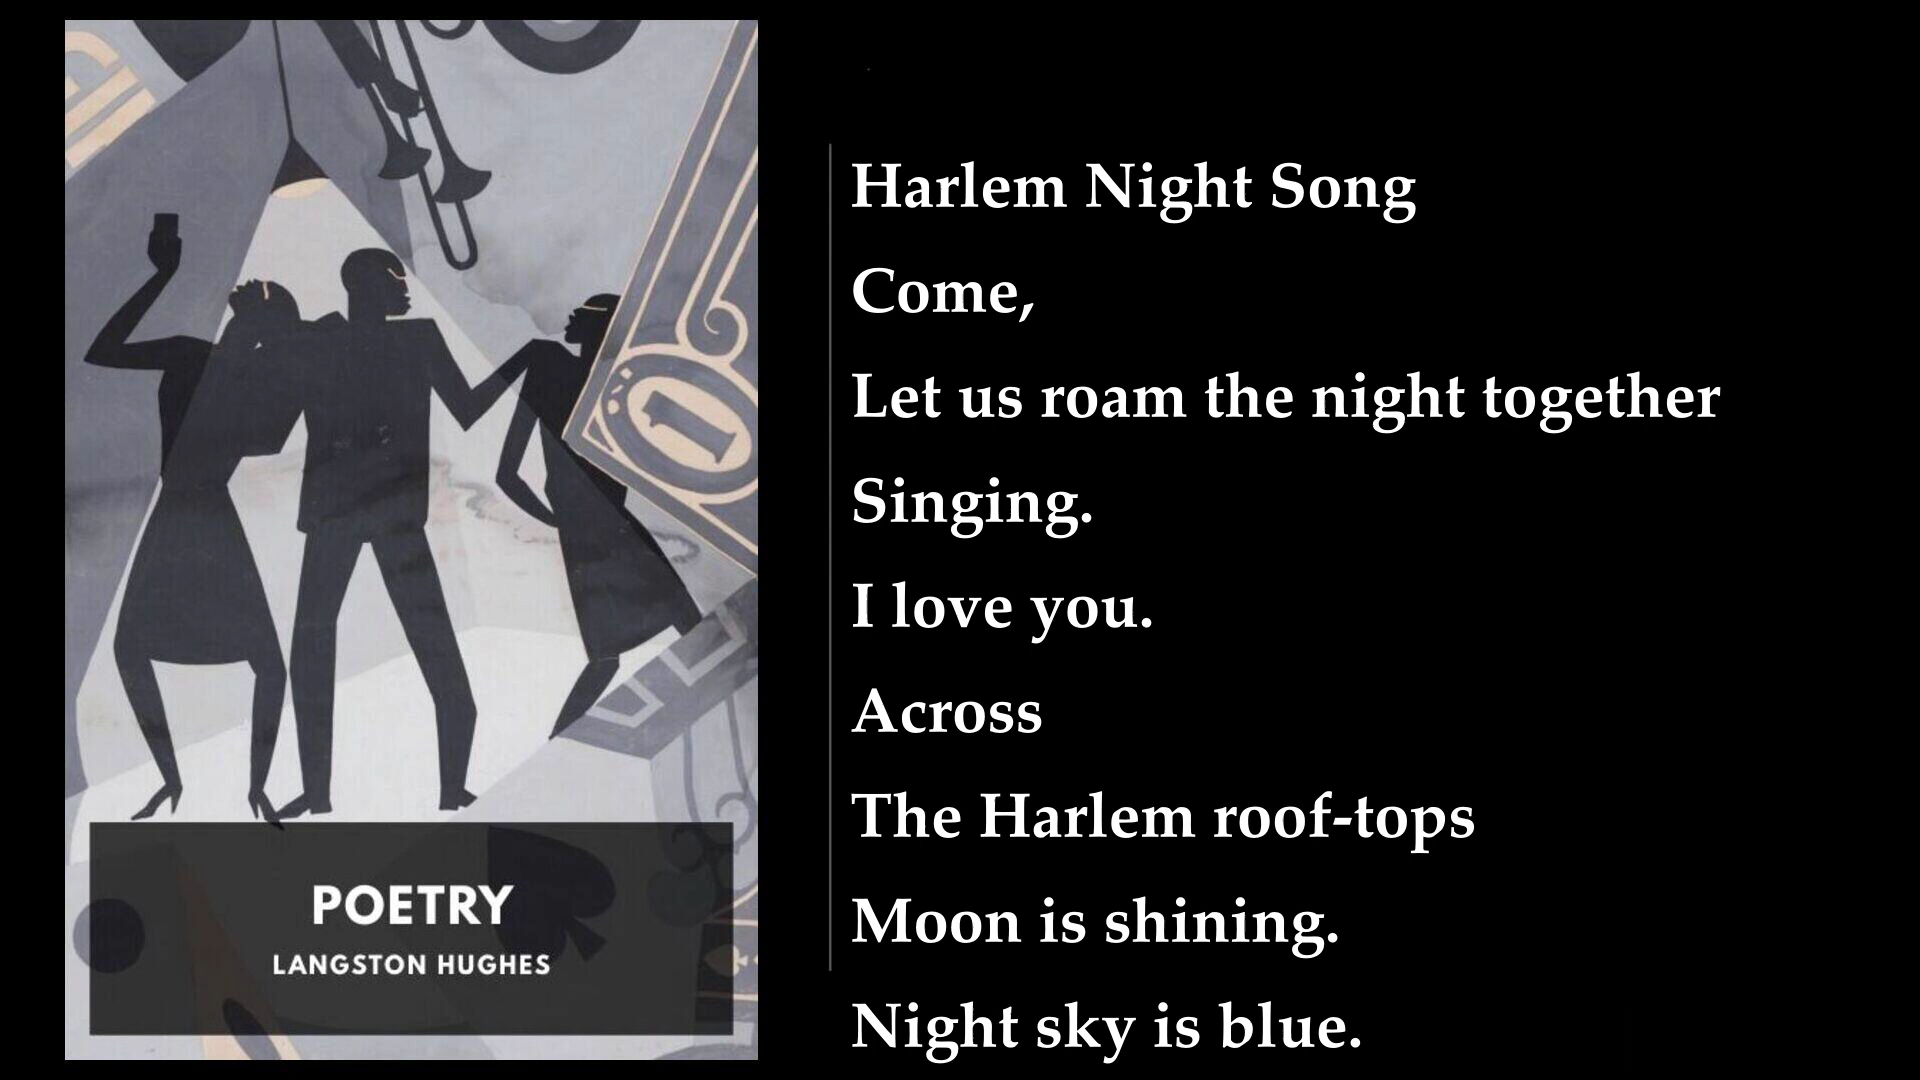 POETRY
LANGSTON HUGHES
Harlem Night Song
Come,
Let us roam the night together
Singing.
I love you.
Across
The Harlem roof-tops
Moon is shining.
Night sky is blue.